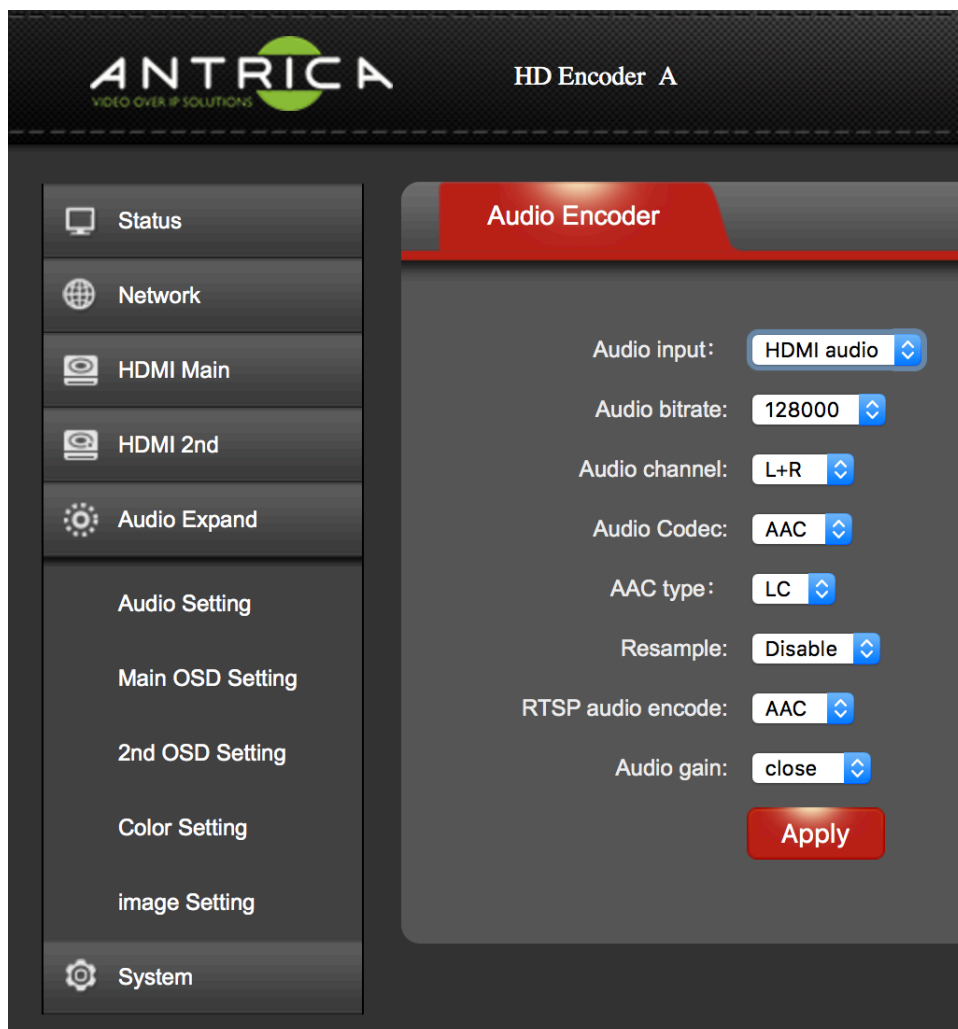 ANTRICA
VIDEO OVER IP SOLUTIONS
HD Encoder A
Status
Network
HDMI Main
HDMI 2nd
Audio Expand
Audio Setting
Main OSD Setting
2nd OSD Setting
Color Setting
image Setting
System
Audio Encoder
Audio input: HDMI audio
Audio bitrate: 128000
Audio channel: L+R
Audio Codec: AAC
AAC type: LC
Resample: Disable
RTSP audio encode: AAC
Audio gain: close
Apply